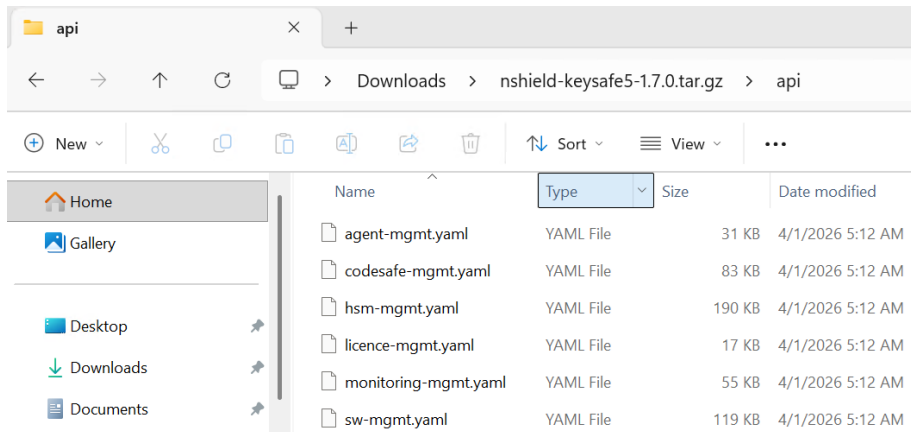 api
Downloads > nshield-keysafe5-1.7.0.tar.gz > api
New Sort View
Home
Gallery
Desktop
Downloads
Documents
Name Type Size Date modified
agent-mgmt.yaml YAML File 31 KB 4/1/2026 5:12 AM
codesafe-mgmt.yaml YAML File 83 KB 4/1/2026 5:12 AM
hsm-mgmt.yaml YAML File 190 KB 4/1/2026 5:12 AM
licence-mgmt.yaml YAML File 17 KB 4/1/2026 5:12 AM
monitoring-mgmt.yaml YAML File 55 KB 4/1/2026 5:12 AM
sw-mgmt.yaml YAML File 119 KB 4/1/2026 5:12 AM